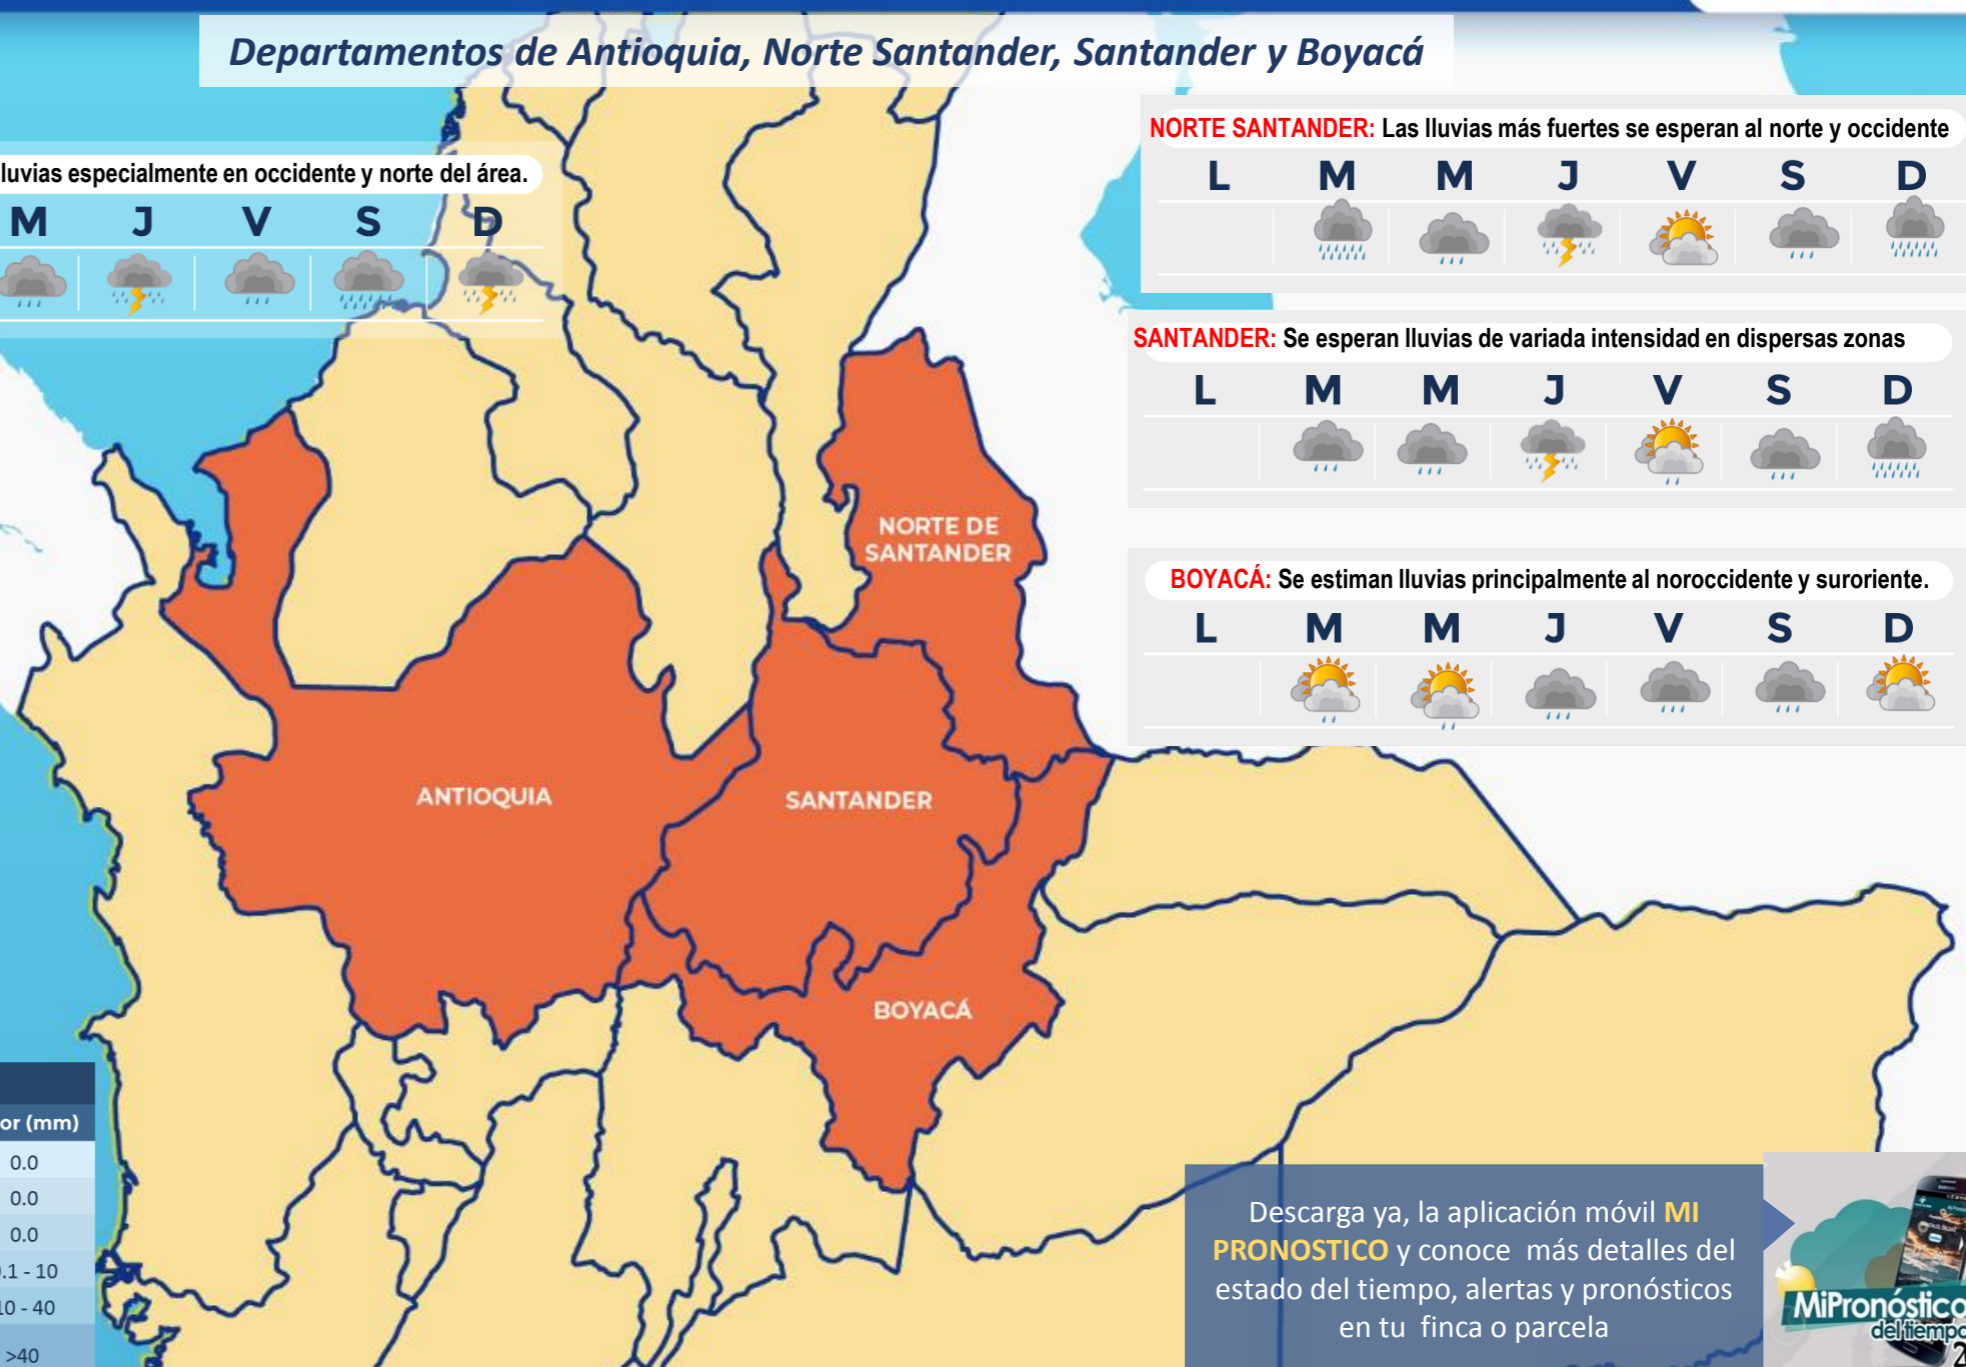 Departamentos de Antioquia, Norte Santander, Santander y Boyacá
especialmente en occidente y norte del área.
M J V S D
NORTE SANTANDER: Las lluvias más fuertes se esperan al norte y occidente
L M M J V S D
SANTANDER: Se esperan lluvias de variada intensidad en dispersas zonas
L M M J V S D
BOYACÁ: Se estiman lluvias principalmente al noroccidente y suroriente.
L M M J V S D
NORTE DE
SANTANDER
ANTIOQUIA
SANTANDER
BOYACÁ
(mm)
0.0
0.0
0.0
- 10
- 40
>40
Descarga ya, la aplicación móvil MI
PRONOSTICO y conoce más detalles del
estado del tiempo, alertas y pronósticos
en tu finca o parcela
MiPronóstico
del tiempo